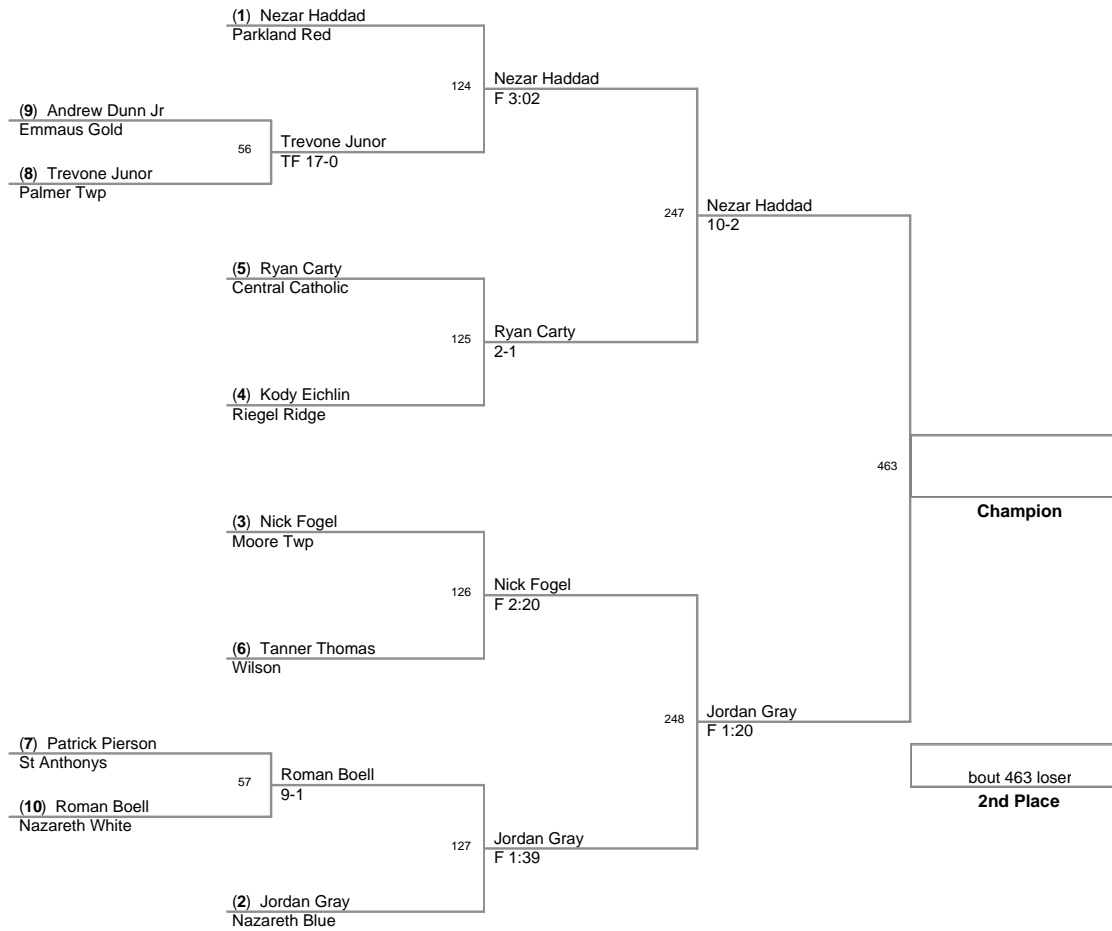 (1) Nezar Haddad
Parkland Red
124
Nezar Haddad
F 3:02
(9) Andrew Dunn Jr
Emmaus Gold
56
Trevone Junor
TF 17-0
(8) Trevone Junor
Palmer Twp
247
Nezar Haddad
10-2
(5) Ryan Carty
Central Catholic
125
Ryan Carty
2-1
(4) Kody Eichlin
Riegel Ridge
463
Champion
(3) Nick Fogel
Moore Twp
126
Nick Fogel
F 2:20
(6) Tanner Thomas
Wilson
248
Jordan Gray
F 1:20
(7) Patrick Pierson
St Anthonys
57
Roman Boell
9-1
(10) Roman Boell
Nazareth White
bout 463 loser
2nd Place
127
Jordan Gray
F 1:39
(2) Jordan Gray
Nazareth Blue